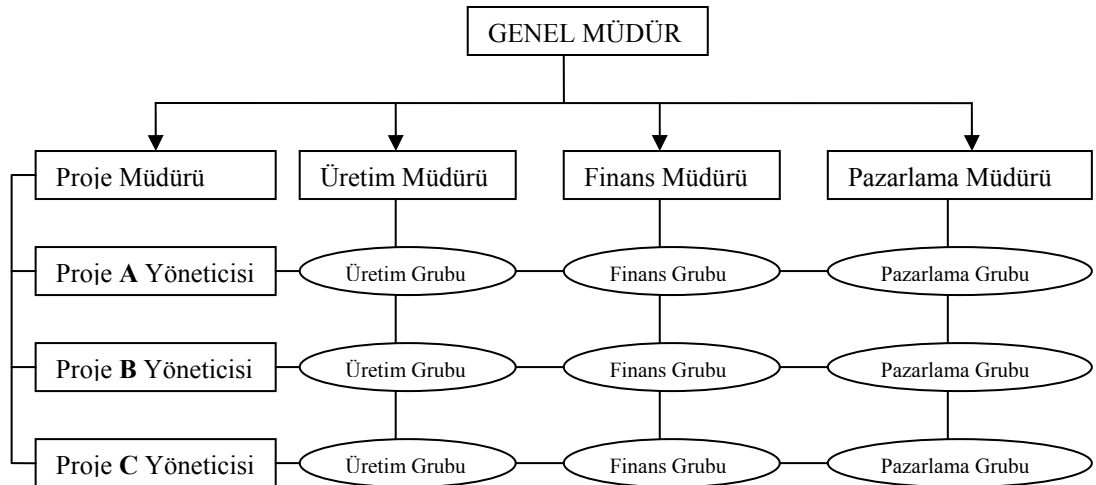 GENEL MÜDÜR
Proje Müdürü Üretim Müdürü Finans Müdürü Pazarlama Müdürü
Proje A Yöneticisi Üretim Grubu Finans Grubu Pazarlama Grubu
Proje B Yöneticisi Üretim Grubu Finans Grubu Pazarlama Grubu
Proje C Yöneticisi Üretim Grubu Finans Grubu Pazarlama Grubu